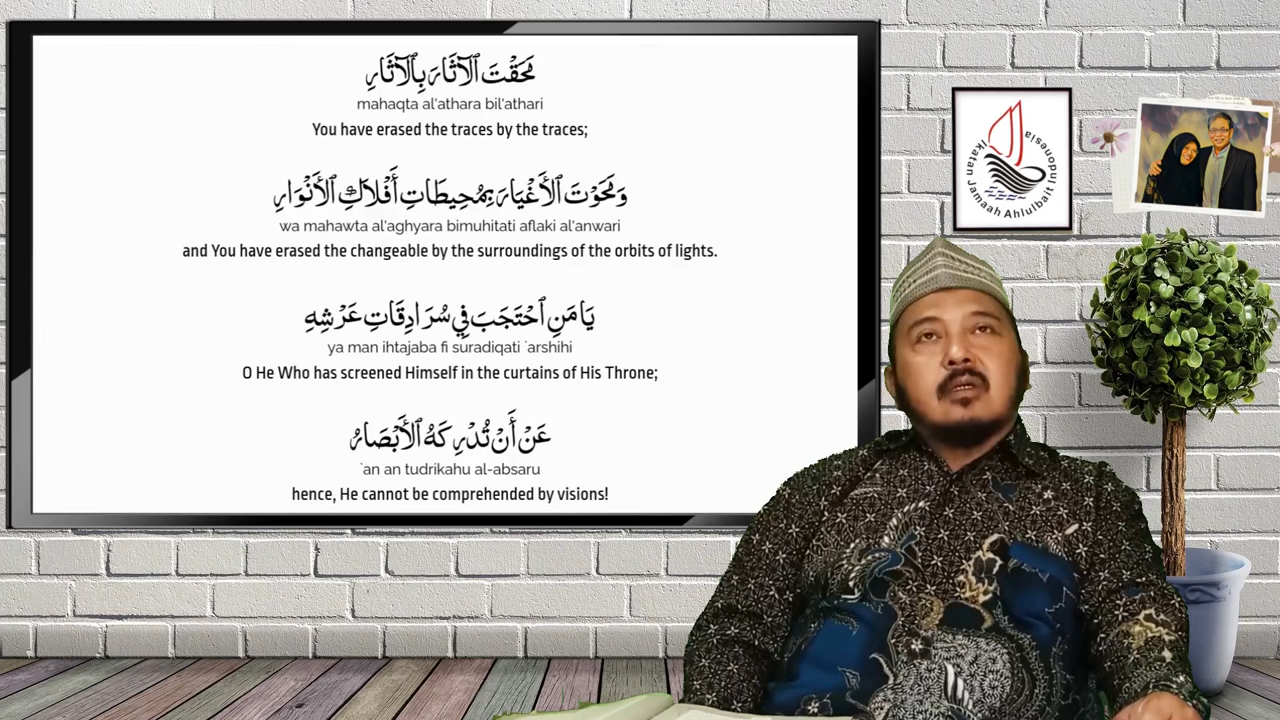 مَحَقْتَ ٱلْآثَارَ بِٱلْآثَارِ
mahaqta al'athara bil'athari
You have erased the traces by the traces;
وَمَحَوْتَ ٱلْأَغْيَارَ بِمُحِيطَاتِ أَفْلَاكِ ٱلْأَنْوَارِ
wa mahawta al'aghyara bimuhitati aflaki al'anwari
and You have erased the changeable by the surroundings of the orbits of lights.
يَا مَنِ ٱحْتَجَبَ فِي سُرَادِقَاتِ عَرْشِهِ
ya man ihtajaba fi suradiqati `arshihi
O He Who has screened Himself in the curtains of His Throne;
عَنْ أَنْ تُدْرِكَهُ ٱلْأَبْصَارُ
`an an tudrikahu al-absaru
hence, He cannot be comprehended by visions!
Ikatan Jamaah Ahlulbait Indonesia